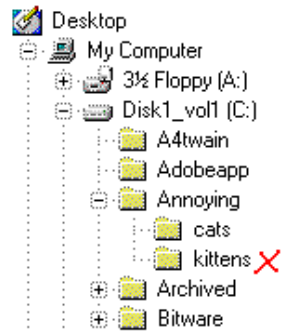 Desktop
My Computer
3½ Floppy (A:)
Disk1_vol1 (C:)
A4twain
Adobeapp
Annoying
cats
kittens
Archived
Bitware